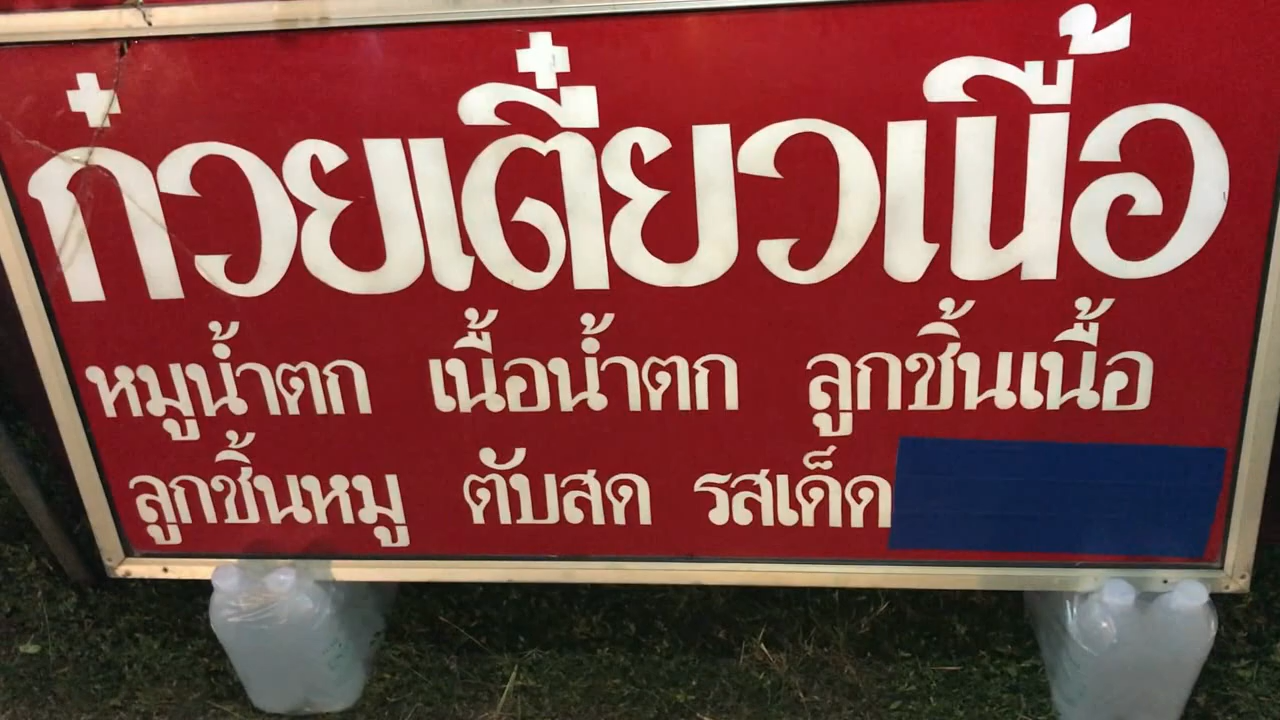 ก๋วยเตี๋ยวเนื้อ
หมูน้ำตก เนื้อน้ำตก ลูกชิ้นเนื้อ
ลูกชิ้นหมู ตับสด รสเด็ด